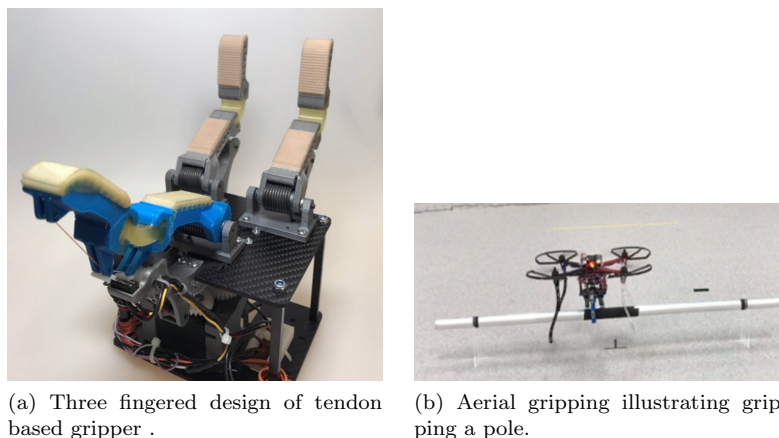 (a) Three fingered design of tendon
based gripper .
(b) Aerial gripping illustrating grip
ping a pole.